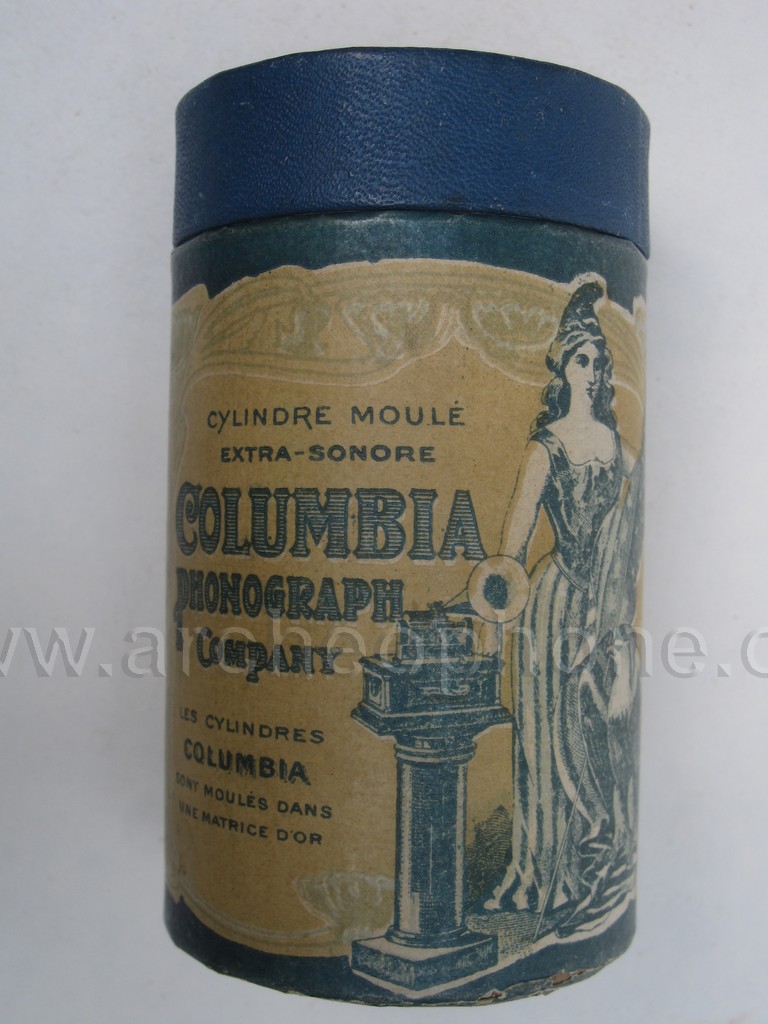 CYLINDRE MOULÉ
EXTRA-SONORE
COLUMBIA
PHONOGRAPH
COMPANY
www.archeophone.c
LES CYLINDRES
COLUMBIA
SONT MOULÉS DANS
UNE MATRICE D'OR